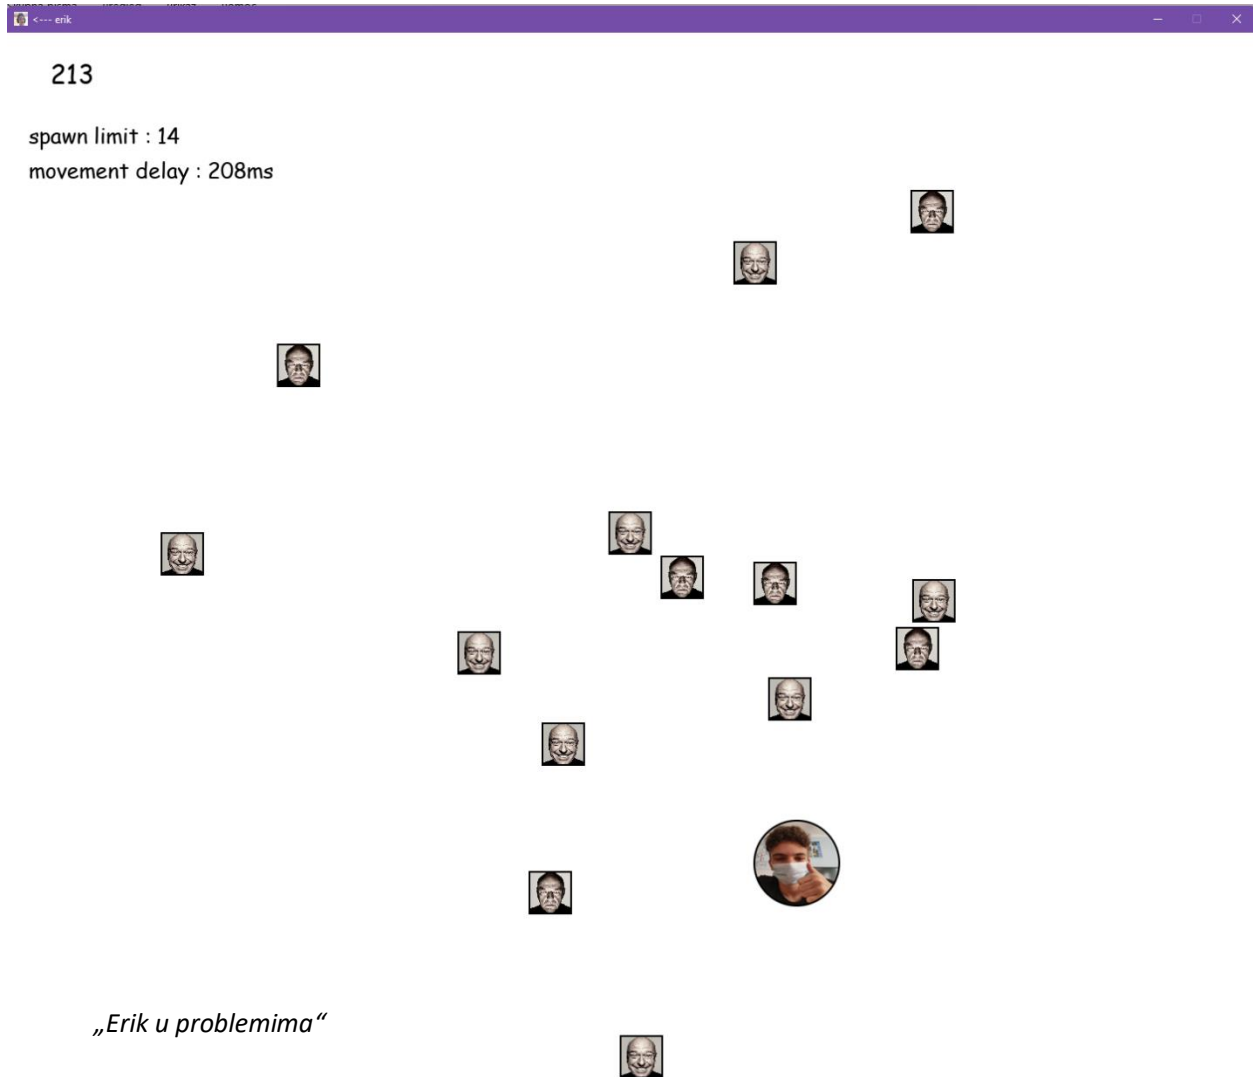 <--- erik
213
spawn limit : 14
movement delay : 208ms
„Erik u problemima“